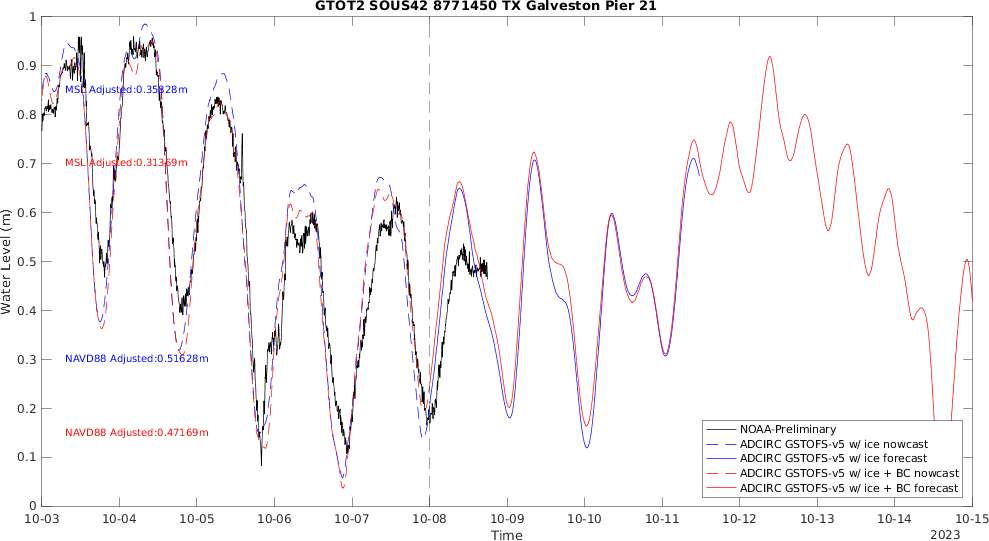 GTOT2 SOUS42 8771450 TX Galveston Pier 21
Water Level (m)
1
0.9
0.8
0.7
0.6
0.5
0.4
0.3
0.2
0.1
0
MSL Adjusted:0.35828m
MSL Adjusted:0.31369m
NAVD88 Adjusted:0.51628m
NAVD88 Adjusted:0.47169m
NOAA-Preliminary
ADCIRC GSTOFS-v5 w/ ice nowcast
ADCIRC GSTOFS-v5 w/ ice forecast
ADCIRC GSTOFS-v5 w/ ice + BC nowcast
ADCIRC GSTOFS-v5 w/ ice + BC forecast
10-03 10-04 10-05 10-06 10-07 10-08 10-09 10-10 10-11 10-12 10-13 10-14 10-15
Time
2023